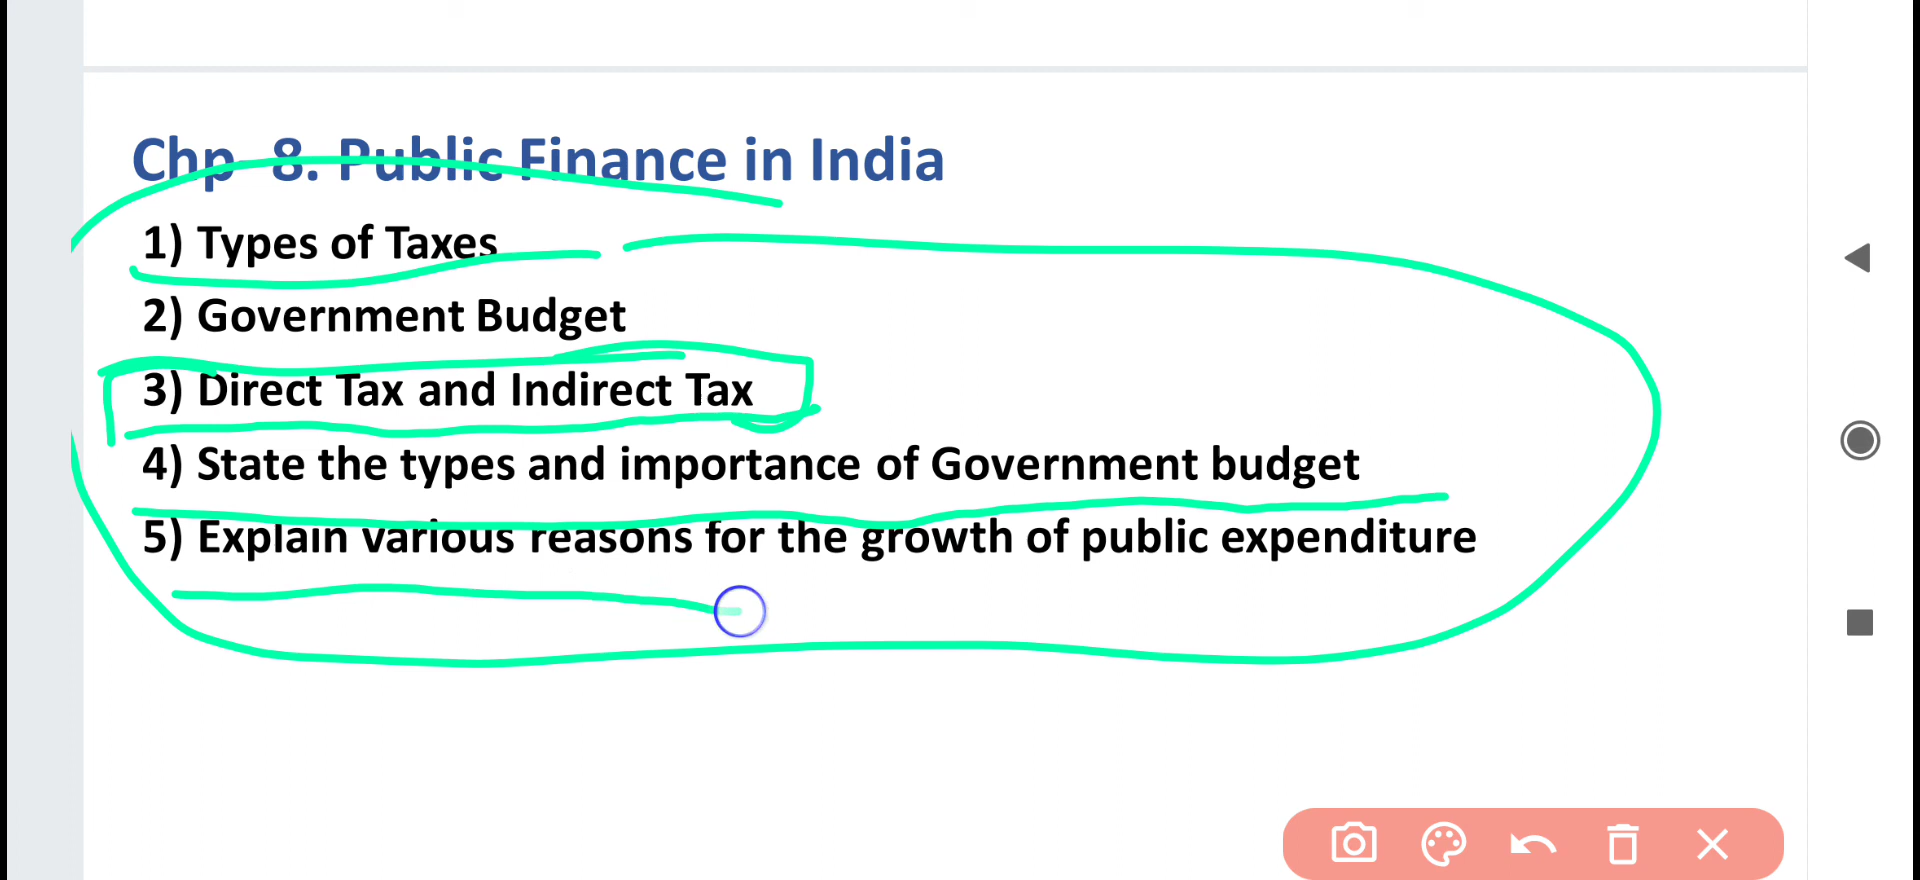 Chp 8. Public Finance in India
1) Types of Taxes
2) Government Budget
3) Direct Tax and Indirect Tax
4) State the types and importance of Government budget
5) Explain various reasons for the growth of public expenditure